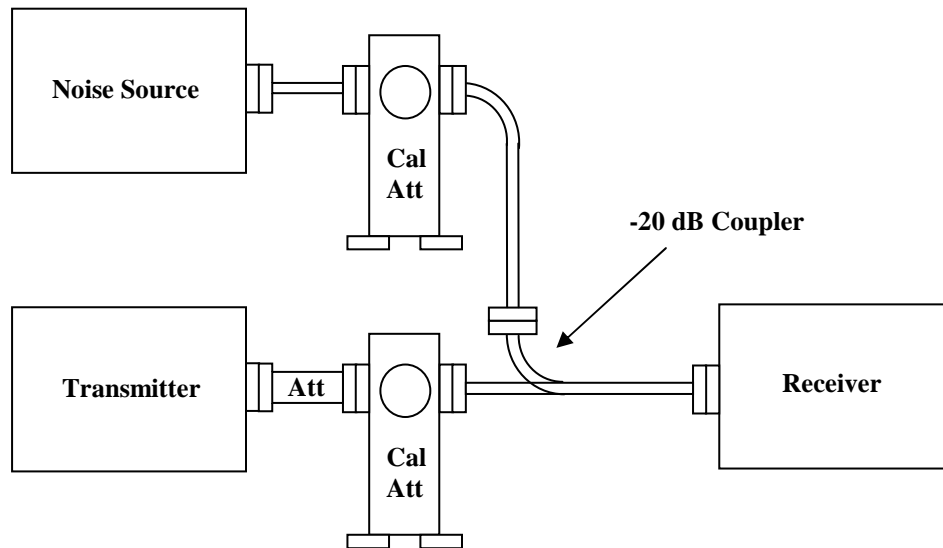 Noise Source
Cal
Att
-20 dB Coupler
Transmitter
Att
Cal
Att
Receiver